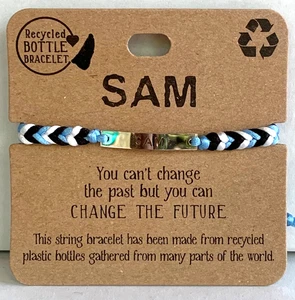 Recycled
BOTTLE
BRACELET
SAM
SAM
You can't change
the past but you can
CHANGE THE FUTURE
This string bracelet has been made from recycled
plastic bottles gathered from many parts of the world.